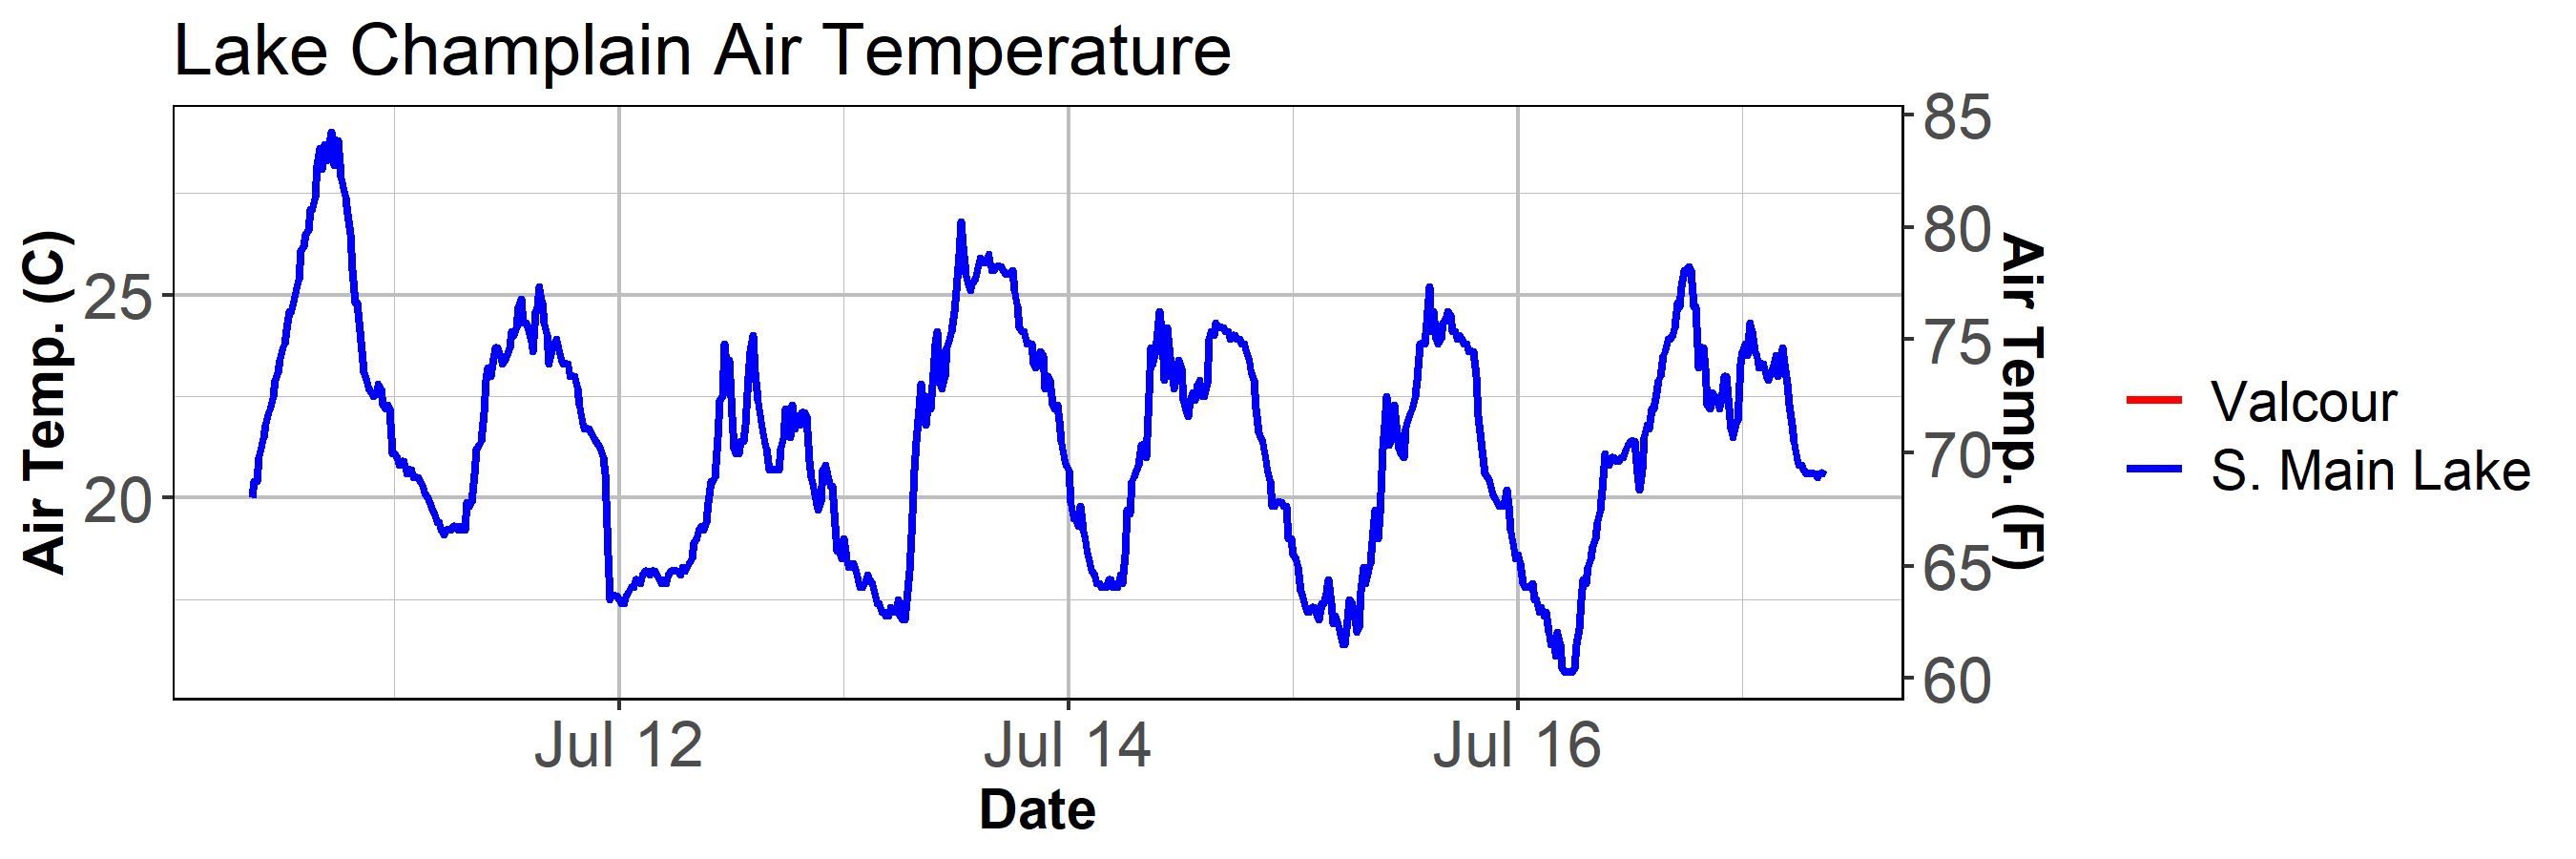 Lake Champlain Air Temperature
Air Temp. (C)
25
20
85
80
75
70
65
60
Air Temp. (F)
Jul 12
Jul 14
Jul 16
Date
Valcour
S. Main Lake